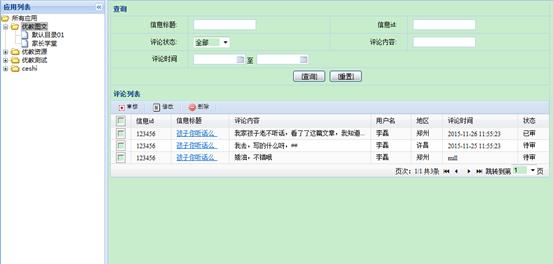 应用列表
所有应用
优教图文
默认目录01
家长学堂
优教资源
优教测试
ceshi
查询
信息标题:
信息id:
评论状态: 全部
评论内容:
评论时间 至
[查询] [重置]
评论列表
审核 修改 删除
信息id 信息标题 评论内容 用户名 地区 评论时间 状态
123456 孩子你听话么 我家孩子老不听话，看了了这篇文章，我知道... 李磊 郑州 2015-11-26 11:55:23 已审
123456 孩子你听话么 我去，写的什么呀，## 李磊 许昌 2015-11-25 11:55:23 待审
123456 孩子你听话么 嗯油，不错哦 李磊 郑州 null 待审
页次：1/1 共3条 跳转到第 1 页